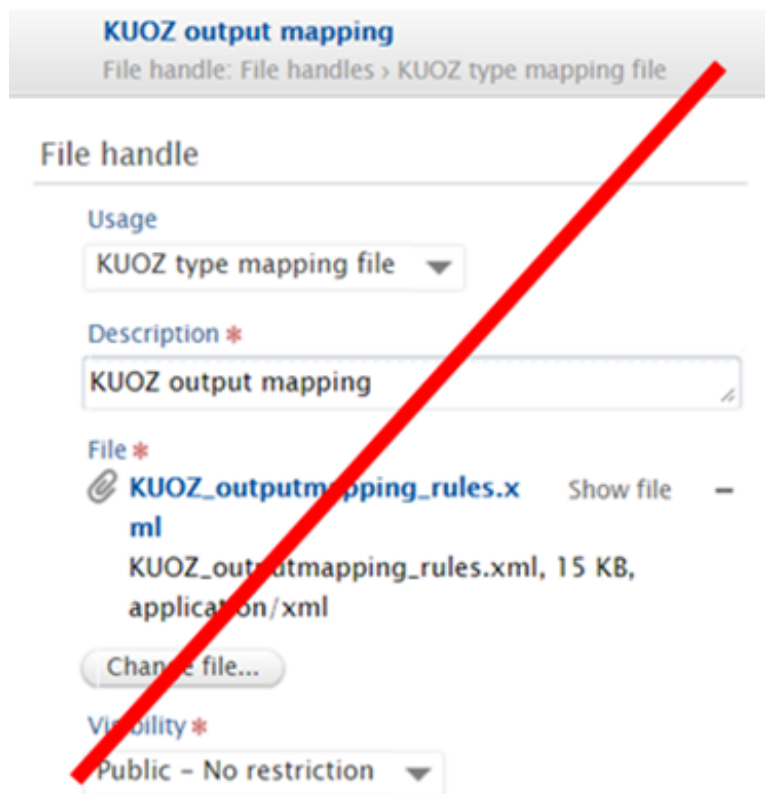 KUOZ output mapping
File handle: File handles › KUOZ type mapping file
File handle
Usage
KUOZ type mapping file
Description *
KUOZ output mapping
File *
KUOZ_outputmapping_rules.x Show file –
ml
KUOZ_outputmapping_rules.xml, 15 KB,
application/xml
Change file...
Visibility *
Public – No restriction